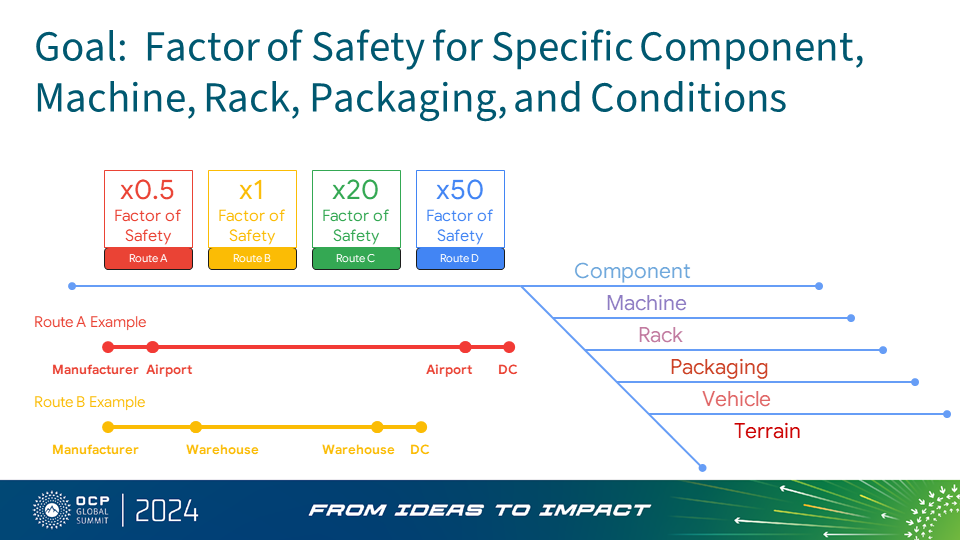 Goal: Factor of Safety for Specific Component,
Machine, Rack, Packaging, and Conditions
x0.5
Factor of
Safety
Route A
x1
Factor of
Safety
Route B
x20
Factor of
Safety
Route C
x50
Factor of
Safety
Route D
Component
Machine
Rack
Packaging
Vehicle
Terrain
Route A Example
Manufacturer Airport Airport DC
Route B Example
Manufacturer Warehouse Warehouse DC
OCP
GLOBAL
SUMMIT
2024
FROM IDEAS TO IMPACT